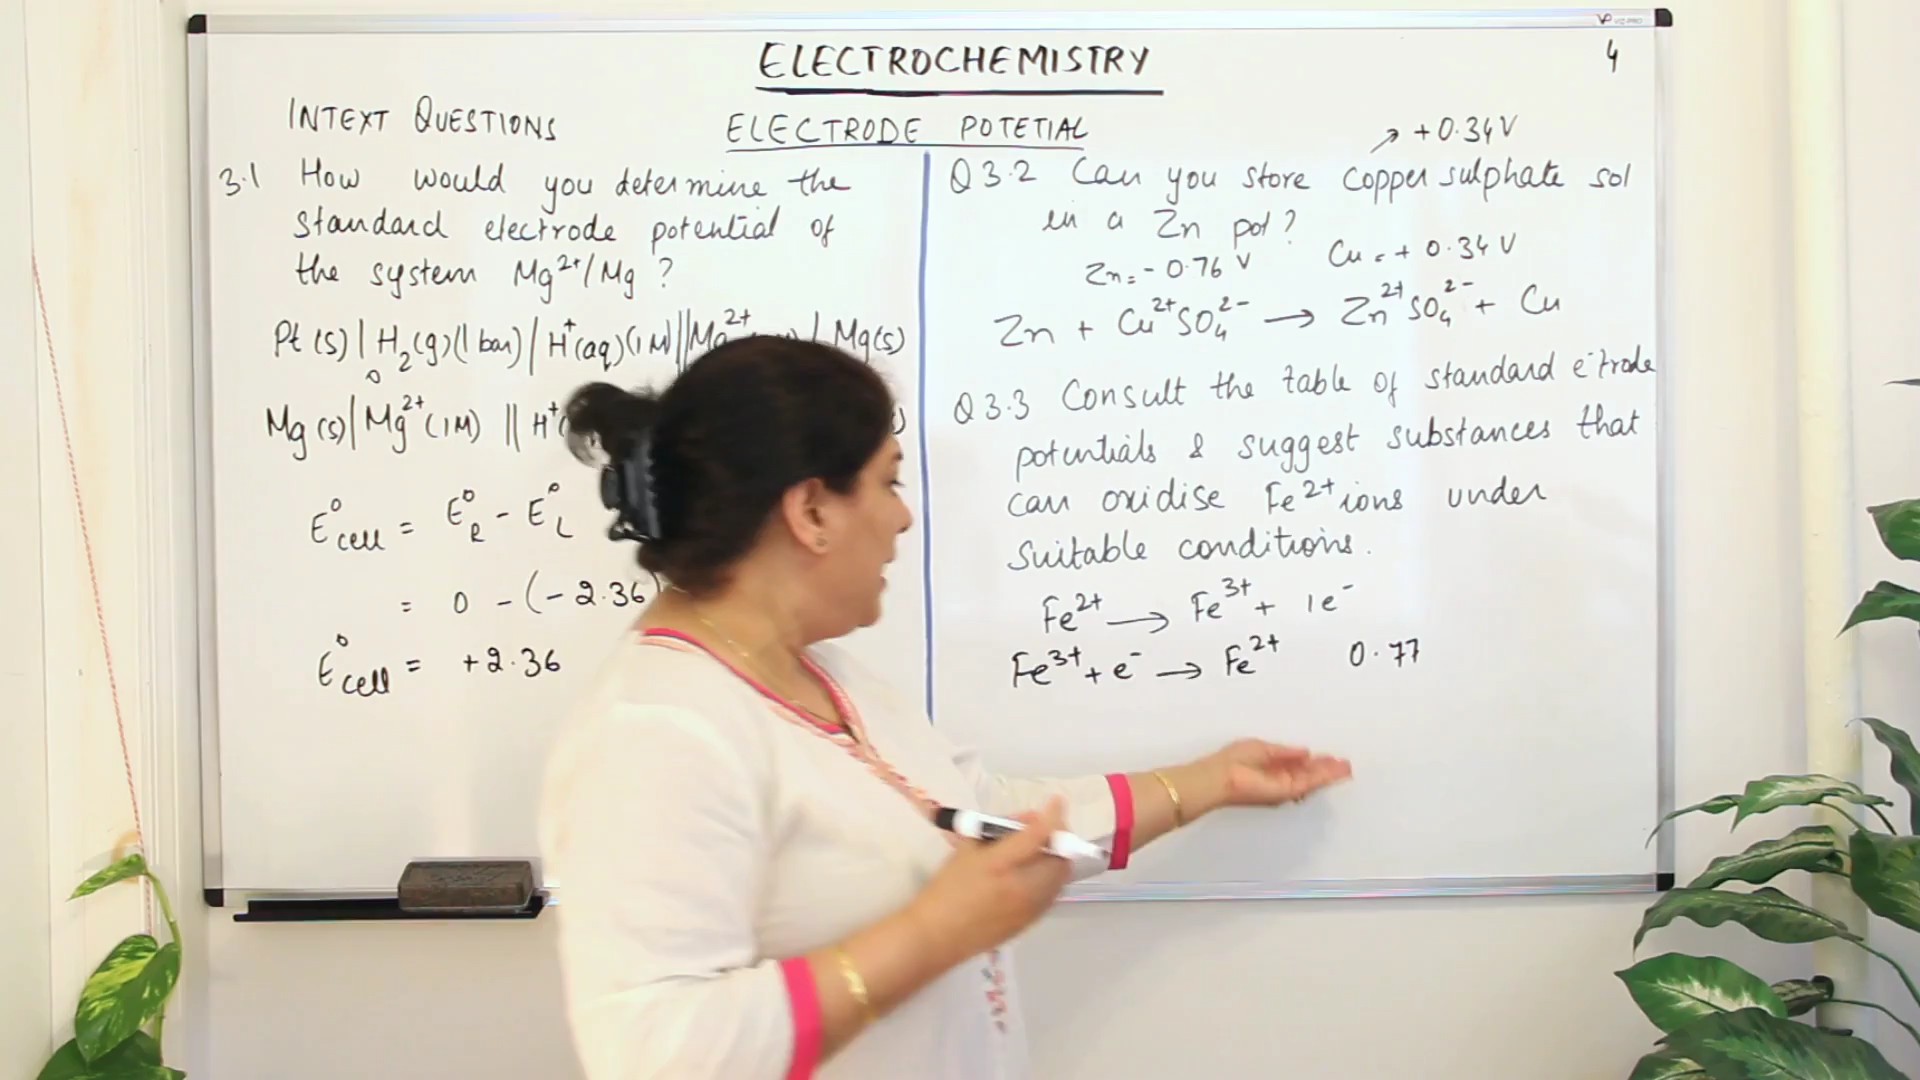 ELECTROCHEMISTRY
4
INTEXT QUESTIONS
ELECTRODE POTETIAL
3.1 How would you determine the
standard electrode potential of
the system Mg²⁺/Mg ?
Pt (s) | H₂(g)(1 bar) | H⁺(aq)(1M) || Mg²⁺ | Mg(s)
Mg(s) | Mg²⁺(1M) || H⁺(
E°cell = E°R - E°L
= 0 - (-2.36)
E°cell = +2.36
→ +0.34V
Q3.2 Can you store copper sulphate sol
in a Zn pot?
Zn = -0.76 V Cu = +0.34 V
Zn + Cu²⁺SO₄²⁻ → Zn²⁺SO₄²⁻ + Cu
Q3.3 Consult the table of standard e⁻trode
potentials & suggest substances that
can oxidise Fe²⁺ ions under
suitable conditions.
Fe²⁺ → Fe³⁺ + 1e⁻
Fe³⁺ + e⁻ → Fe²⁺ 0.77